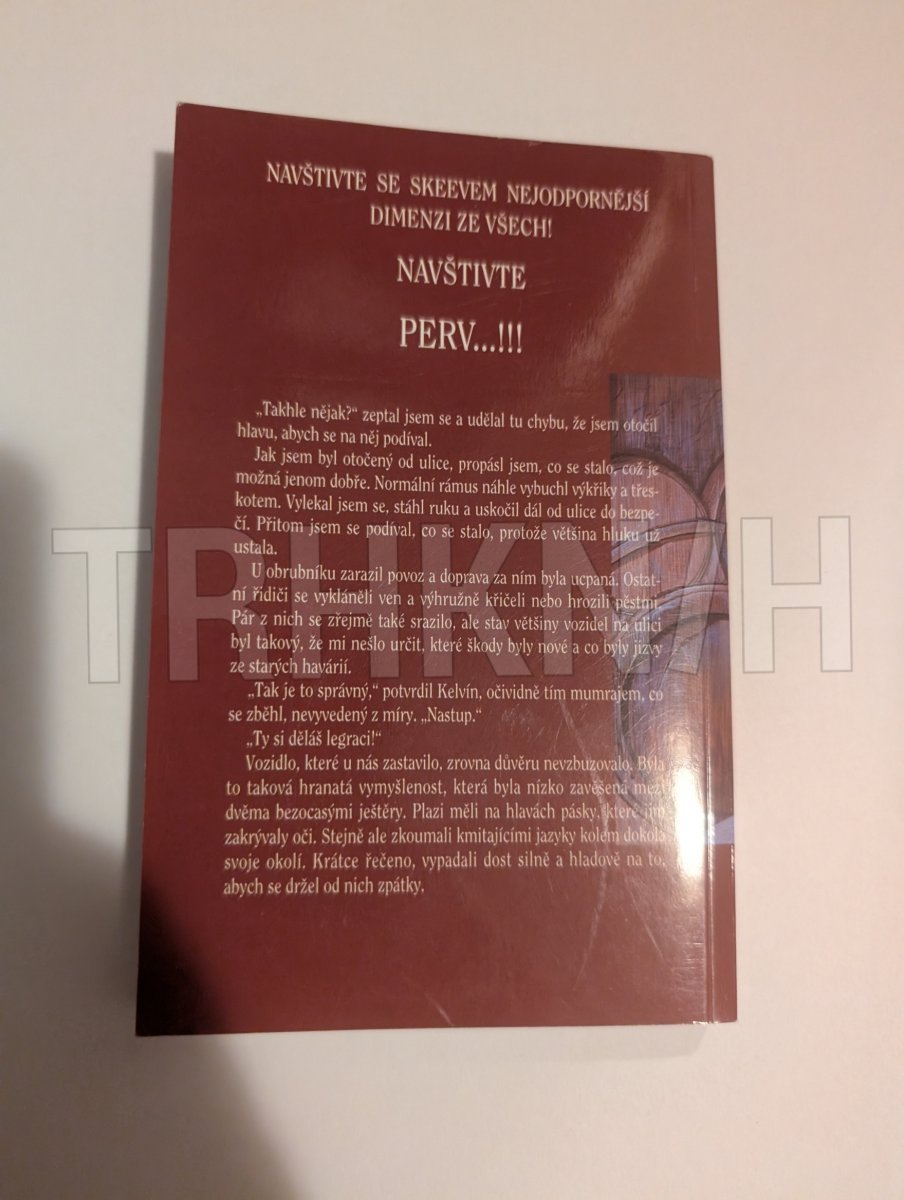 NAVŠTIVTE SE SKEEVEM NEJODPORNĚJŠÍ
DIMENZI ZE VŠECH!
NAVŠTIVTE
PERV...!!!
„Takhle nějak?“ zeptal jsem se a udělal tu chybu, že jsem otočil
hlavu, abych se na něj podíval.
Jak jsem byl otočený od ulice, propásl jsem, co se stalo, což je
možná jenom dobře. Normální rámus náhle vybuchl výkřiky a třes-
kotem. Vylekal jsem se, stáhl ruku a uskočil dál od ulice do bezpe-
čí. Přitom jsem se podíval, co se stalo, protože většina hluku už
ustala.
U obrubníku zarazil povoz a doprava za ním byla ucpaná. Ostat-
ní řidiči se vykláněli ven a výhružně křičeli nebo hrozili pěstmi.
Pár z nich se zřejmě také srazilo, ale stav většiny vozidel na ulici
byl takový, že mi nešlo určit, které škody byly nové a co byly jizvy
ze starých havárií.
„Tak je to správný,“ potvrdil Kelvín, očividně tím mumrajem, co
se zběhl, nevyvedený z míry. „Nastup.“
„Ty si děláš legraci!“
Vozidlo, které u nás zastavilo, zrovna důvěru nevzbuzovalo. Byla
to taková hranatá vymyšlenost, která byla nízko zavěšená mezi
dvěma bezocasými ještěry. Plazi měli na hlavách pásky, které jim
zakrývaly oči. Stejně ale zkoumali kmitajícími jazyky kolem dokola
svoje okolí. Krátce řečeno, vypadali dost silně a hladově na to,
abych se držel od nich zpátky.
TRHKNIH